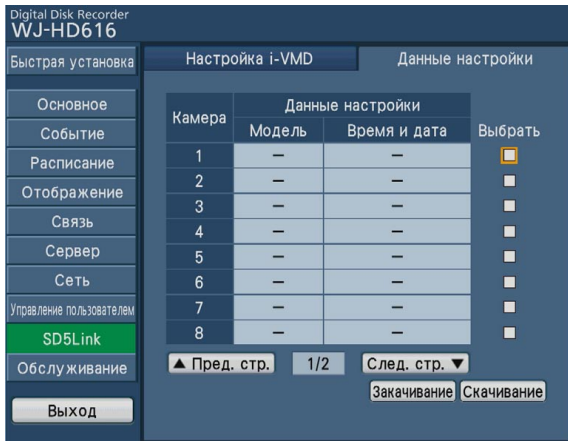 Digital Disk Recorder
WJ-HD616
Быстрая установка
Основное
Событие
Расписание
Отображение
Связь
Сервер
Сеть
Управление пользователем
SD5Link
Обслуживание
Выход
Настройка i-VMD
Данные настройки
Камера
Данные настройки
Модель
Время и дата
Выбрать
1 – –
2 – –
3 – –
4 – –
5 – –
6 – –
7 – –
8 – –
▲ Пред. стр. 1/2 След. стр. ▼
Закачивание Скачивание